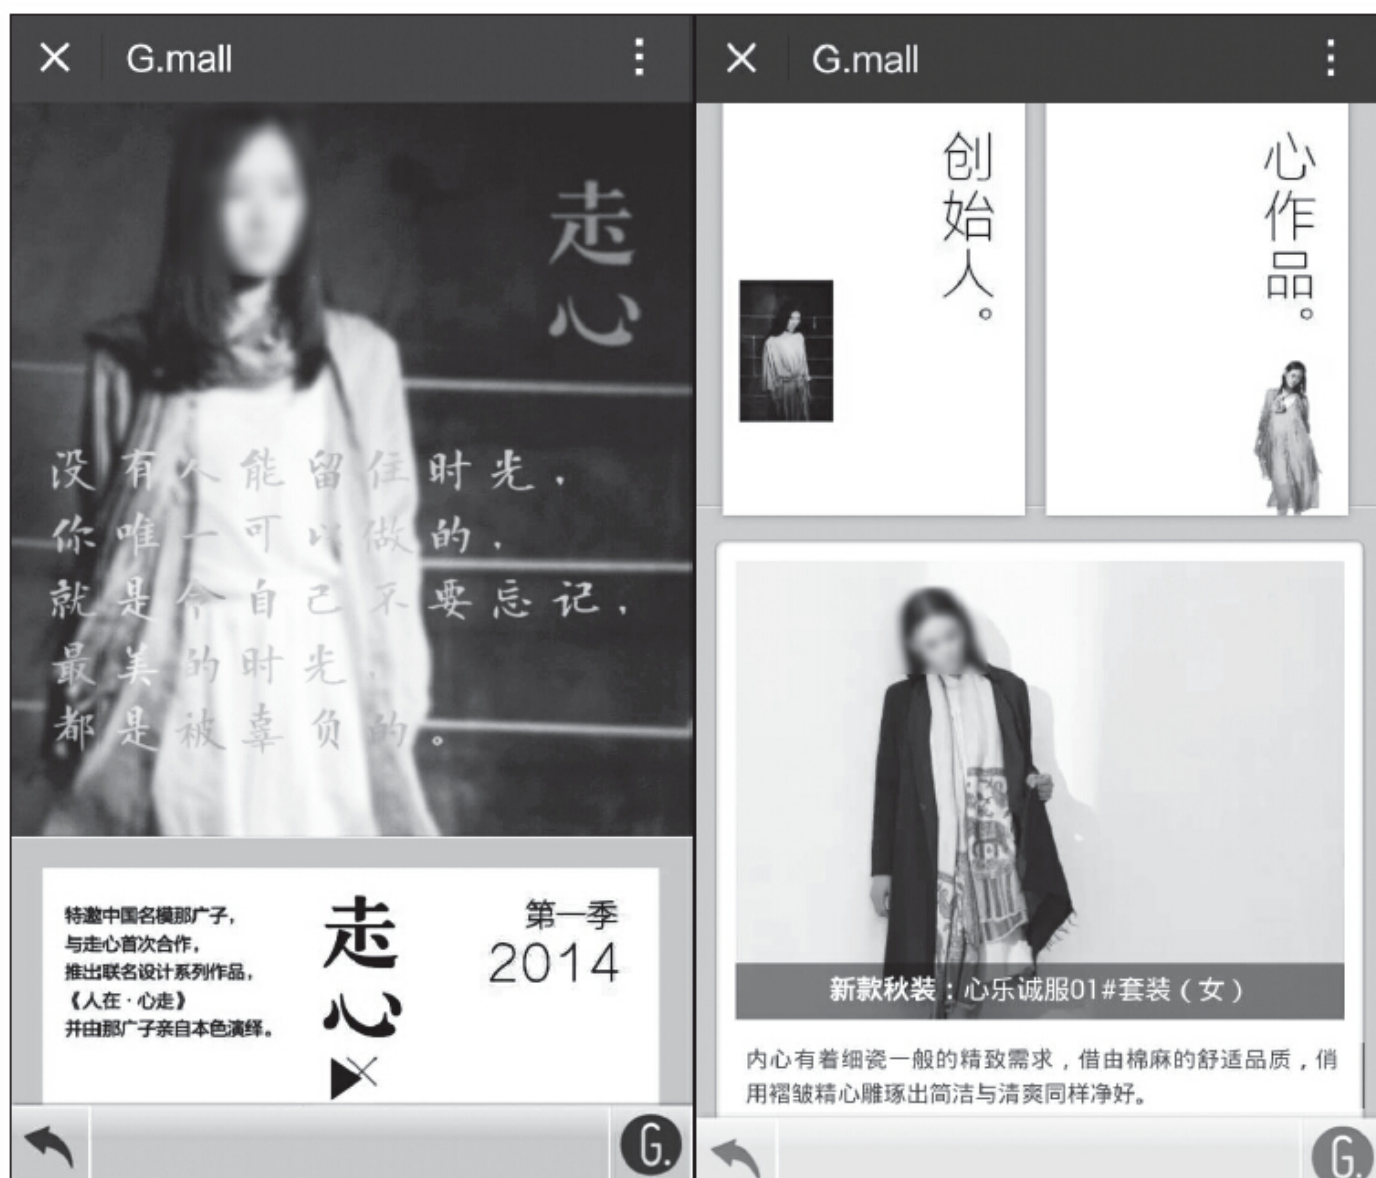 G.mall
走心
没有人能留住时光，
你唯一可以做的，
就是令自己不要忘记，
最美的时光，
都是被辜负的。
特邀中国名模那广子，
与走心首次合作，
推出联名设计系列作品，
《人在·心走》
并由那广子亲自本色演绎。
走心
第一季
2014
G.
G.mall
创始人。
心作品。
新款秋装：心乐诚服01#套装（女）
内心有着细瓷一般的精致需求，借由棉麻的舒适品质，俏
用褶皱精心雕琢出简洁与清爽同样净好。
G.